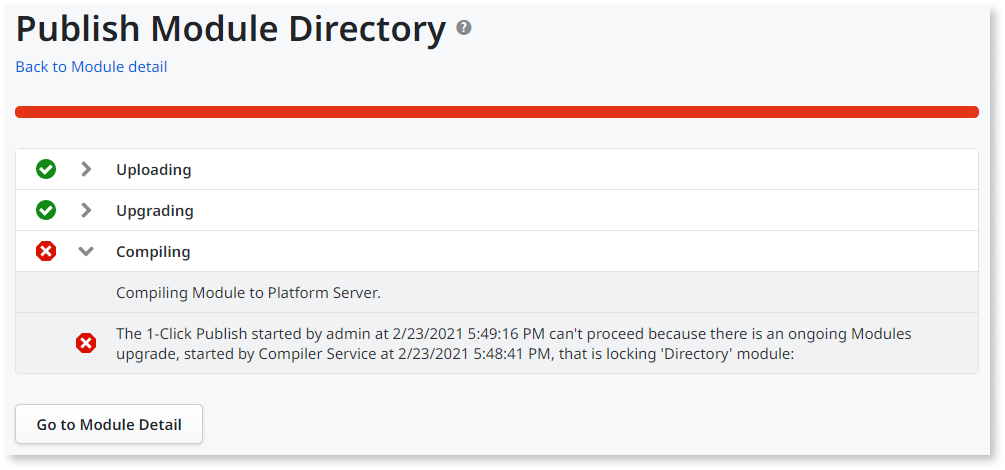 Publish Module Directory ?
Back to Module detail
Uploading
Upgrading
Compiling
Compiling Module to Platform Server.
The 1-Click Publish started by admin at 2/23/2021 5:49:16 PM can't proceed because there is an ongoing Modules
upgrade, started by Compiler Service at 2/23/2021 5:48:41 PM, that is locking 'Directory' module:
Go to Module Detail